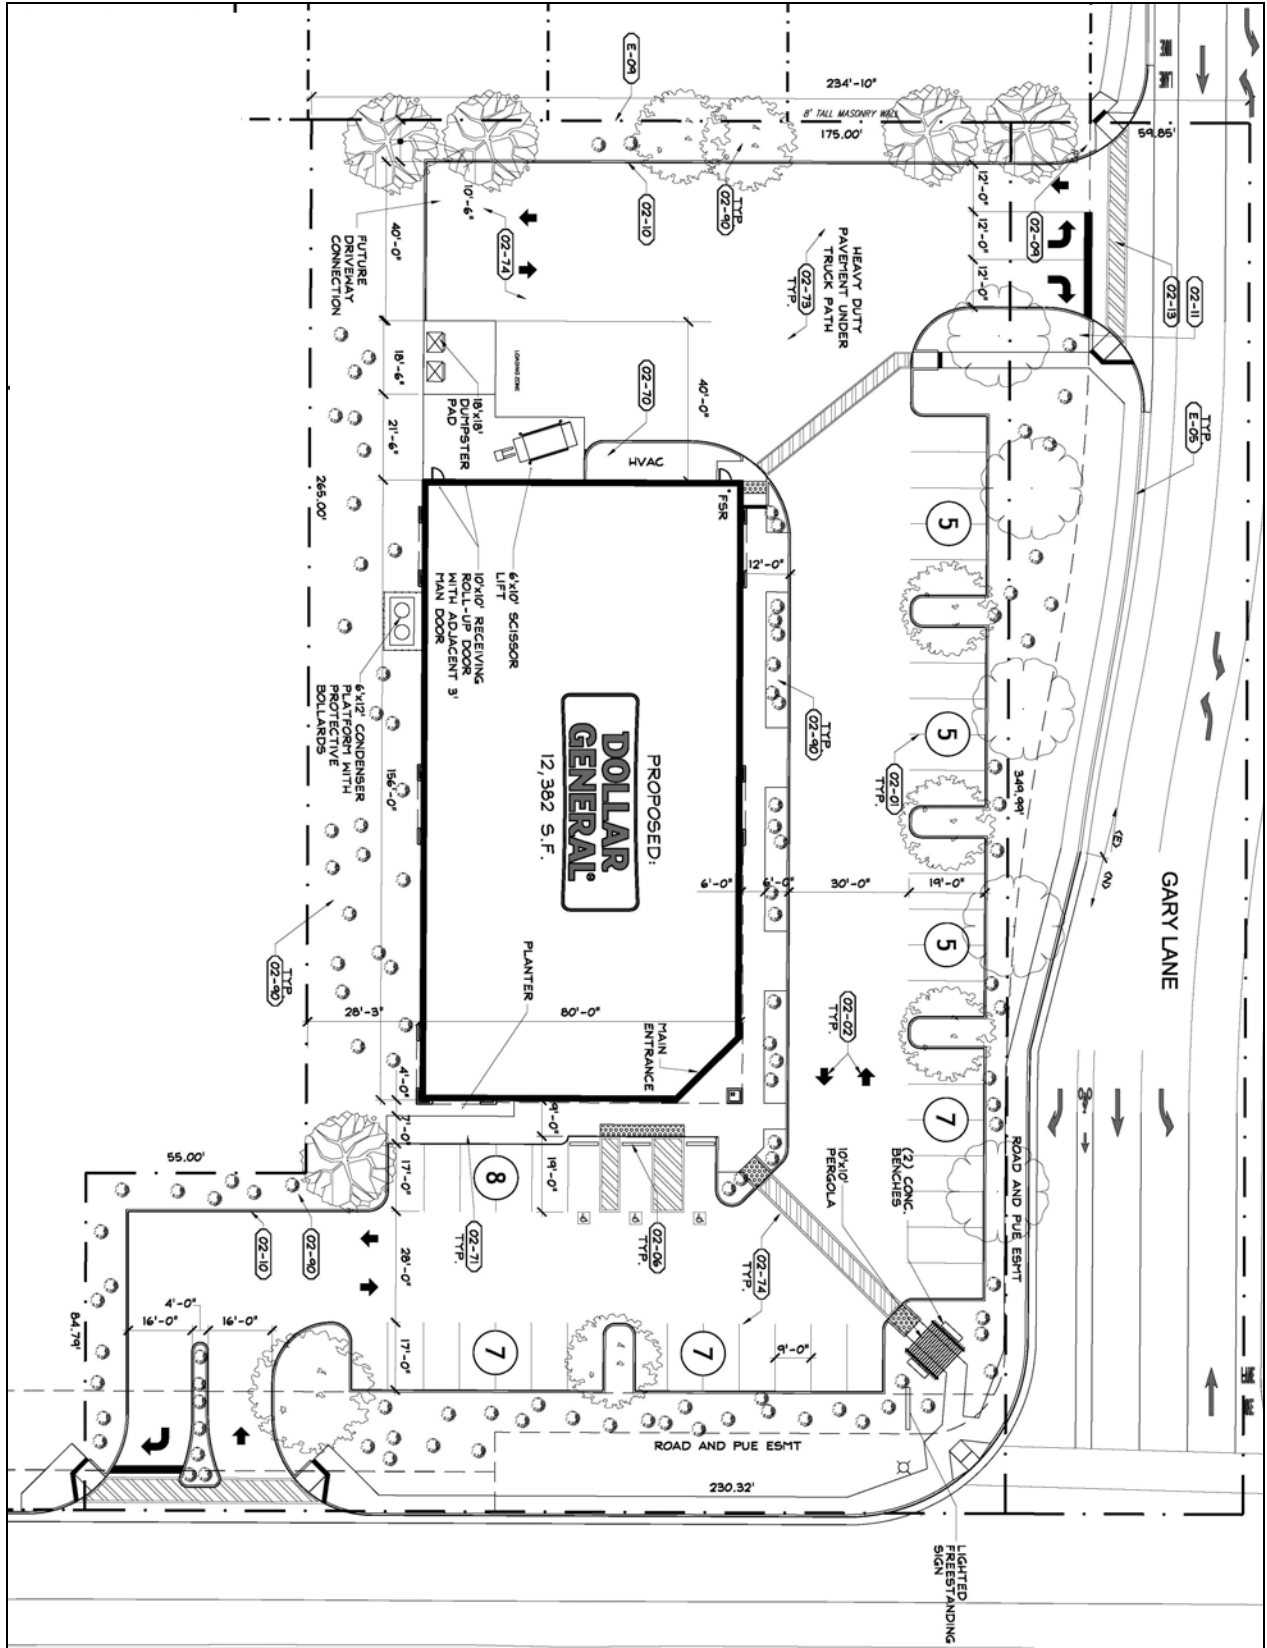 E-09
234'-10"
8' TALL MASONRY WALL
175.00'
59.85'
10'-6"
02-74
02-10
TYP.
02-90
12'-0"
12'-0"
12'-0"
02-09
02-13
02-11
40'-0"
FUTURE
DRIVEWAY
CONNECTION
HEAVY DUTY
PAVEMENT UNDER
TRUCK PATH
02-73
TYP.
LOADING ZONE
18'-6"
18'x18'
DUMPSTER
PAD
02-70
40'-0"
TYP.
E-05
21'-6"
HVAC
265.00'
FSR
5
12'-0"
6'x10' SCISSOR
LIFT
10'x10' RECEIVING
ROLL-UP DOOR
WITH ADJACENT 3'
MAN DOOR
6'x12' CONDENSER
PLATFORM WITH
PROTECTIVE
BOLLARDS
156'-0"
PROPOSED:
DOLLAR
GENERAL®
12,382 S.F.
TYP.
02-90
5
02-01
TYP.
349.99'
(E)
(N)
GARY LANE
6'-0"
6'-0"
30'-0"
19'-0"
5
TYP.
02-90
PLANTER
28'-3"
80'-0"
MAIN
ENTRANCE
02-02
TYP.
4'-0"
7'-0"
9'-0"
7
ROAD AND PUE ESMT
(2) CONC.
BENCHES
10'x10'
PERGOLA
55.00'
17'-0"
8
19'-0"
02-10
02-90
28'-0"
02-71
TYP.
02-06
TYP.
02-74
TYP.
84.79'
4'-0"
16'-0"
16'-0"
17'-0"
7
7
9'-0"
ROAD AND PUE ESMT
230.32'
LIGHTED
FREESTANDING
SIGN